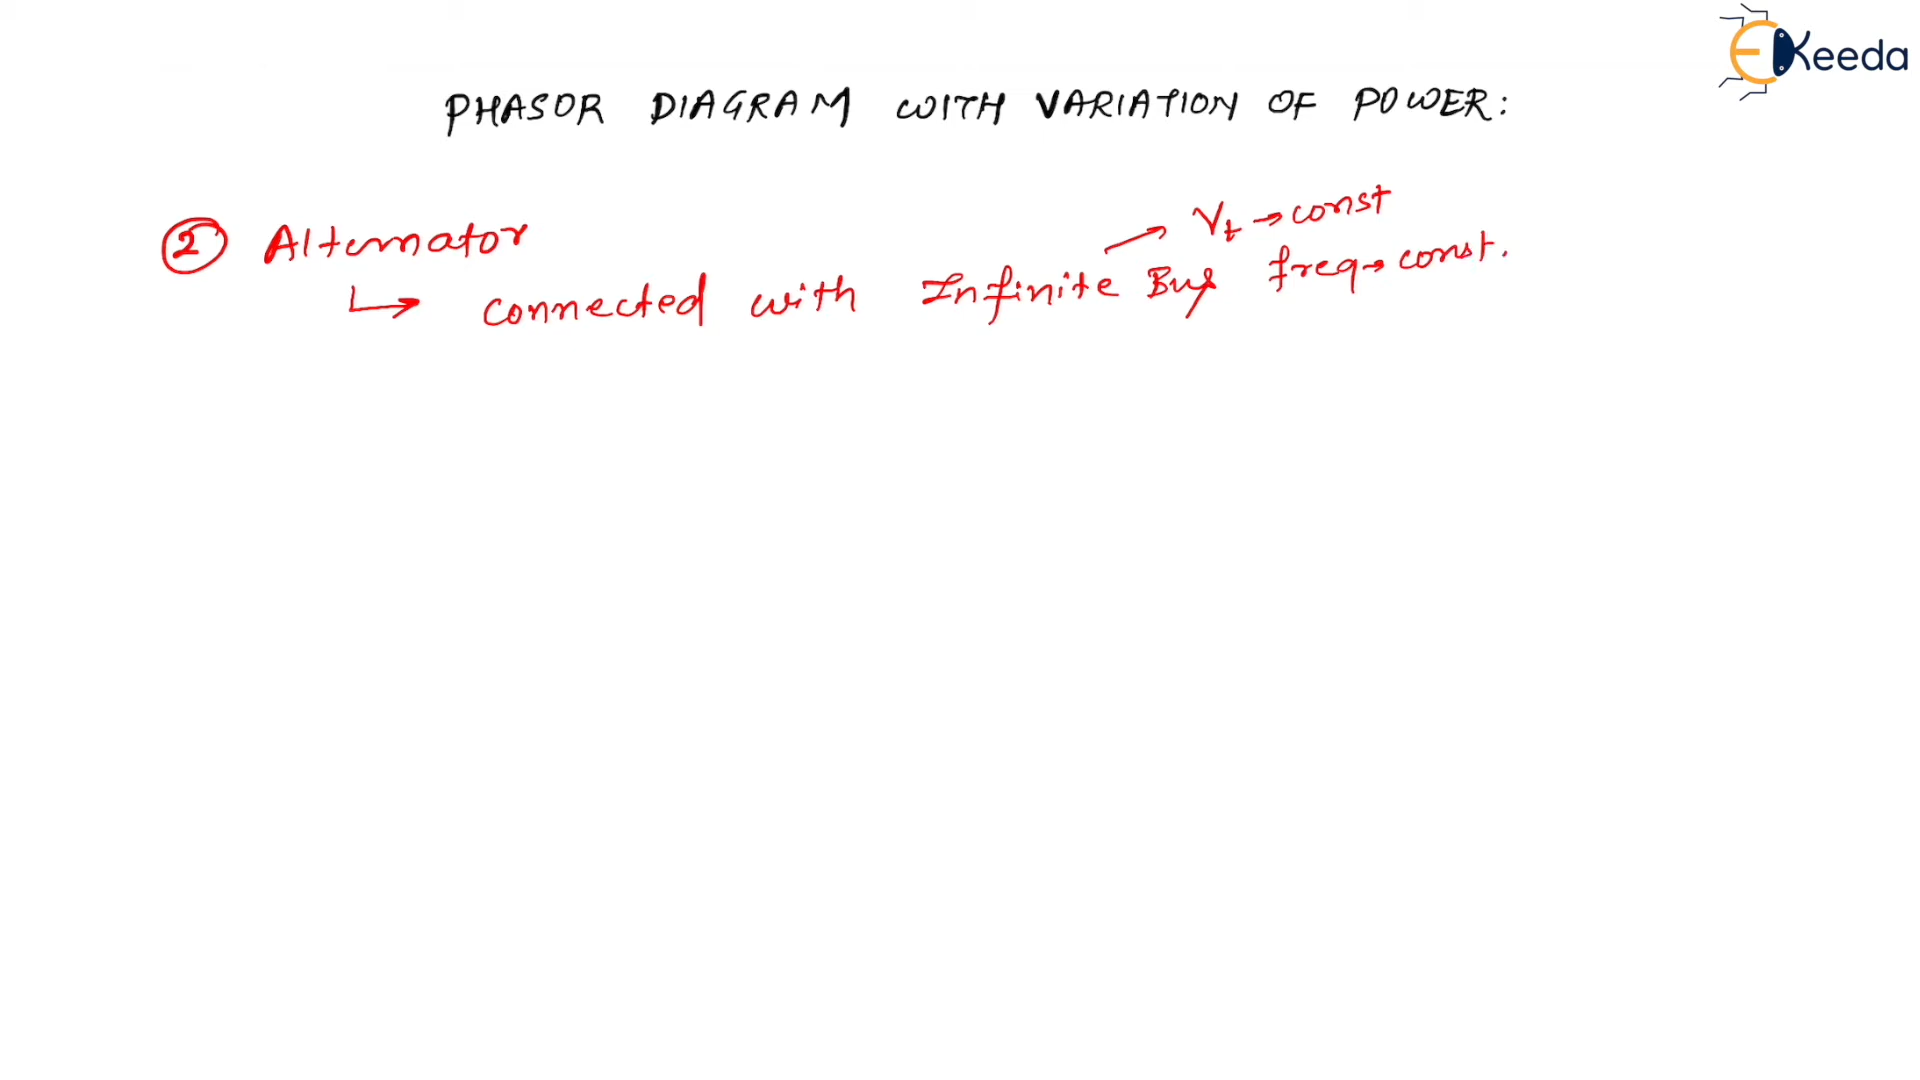 EKeeda
PHASOR DIAGRAM WITH VARIATION OF POWER:
② Alternator
↳ connected with Infinite Bus → Vt → const
freq → const.